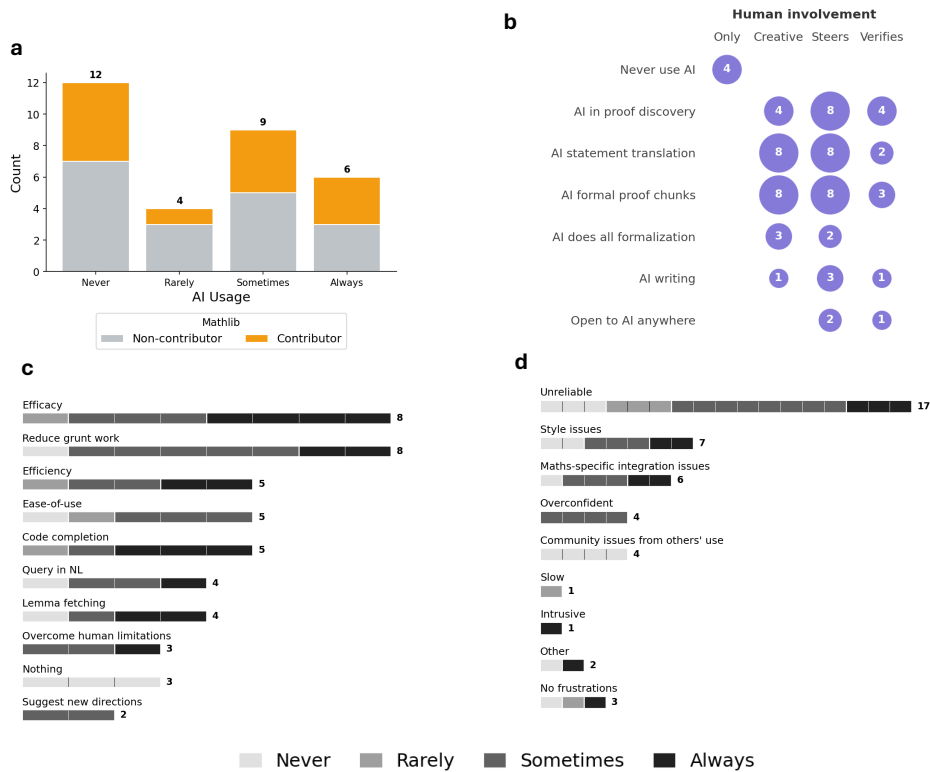 a
12
9
4
6
12
10
8
6
4
2
0
Count
Never Rarely Sometimes Always
AI Usage
Mathlib
Non-contributor Contributor
b
Human involvement
Only Creative Steers Verifies
Never use AI 4
AI in proof discovery 4 8 4
AI statement translation 8 8 2
AI formal proof chunks 8 8 3
AI does all formalization 3 2
AI writing 1 3 1
Open to AI anywhere 2 1
c
Efficacy
8
Reduce grunt work
8
Efficiency
5
Ease-of-use
5
Code completion
5
Query in NL
4
Lemma fetching
4
Overcome human limitations
3
Nothing
3
Suggest new directions
2
d
Unreliable
17
Style issues
7
Maths-specific integration issues
6
Overconfident
4
Community issues from others' use
4
Slow
1
Intrusive
1
Other
2
No frustrations
3
Never Rarely Sometimes Always